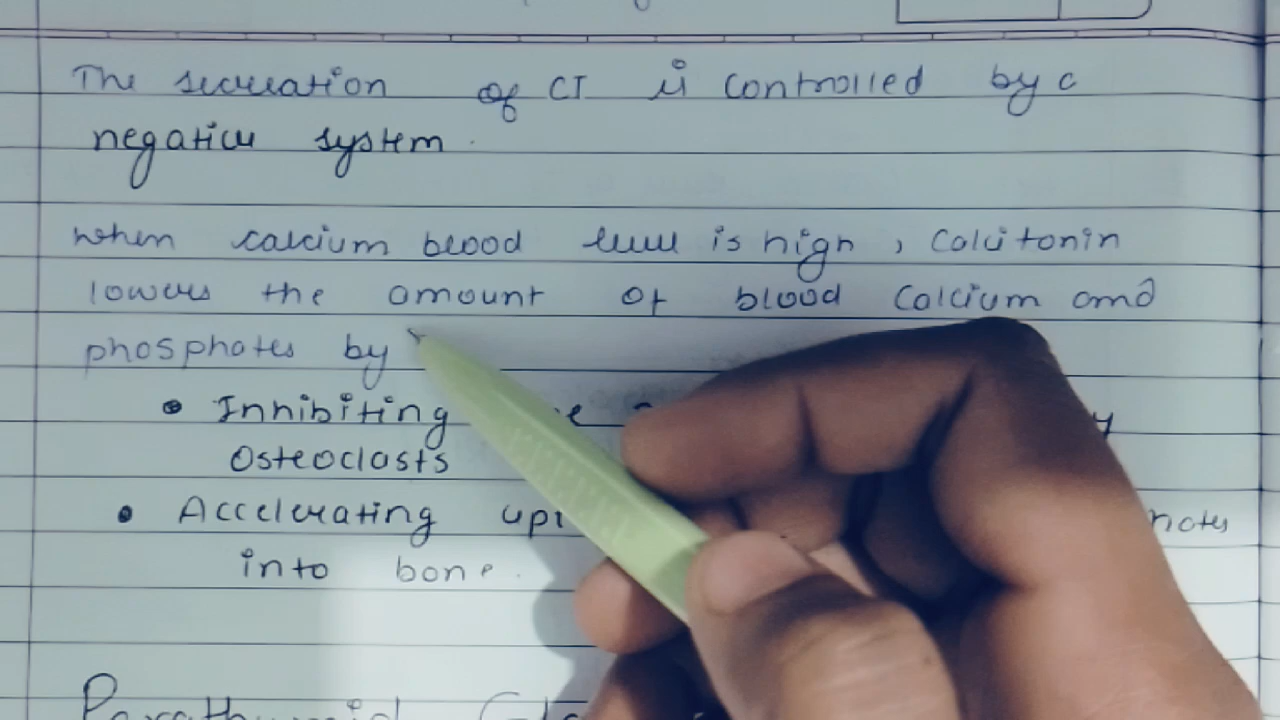 The secreation of CT is controlled by a
negative system.
when calcium blood level is high, Calcitonin
lowers the amount of blood Calcium and
phosphates by
• Inhibiting
Osteoclasts
• Accelerating
into bone.
Parathyroid